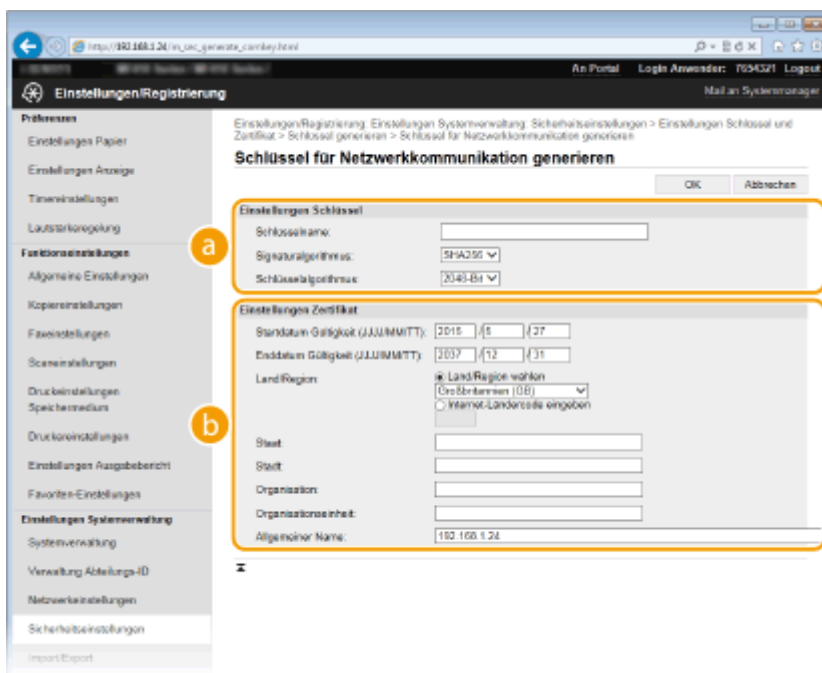 http://192.168.1.24/m_sec_generate_comkey.html
An Portal Login Anwender: 7654321 Logout
Einstellungen/Registrierung
Mail an Systemmanager
Präferenzen
Einstellungen Papier
Einstellungen Anzeige
Timereinstellungen
Lautstärkeregelung
Funktionseinstellungen
Allgemeine Einstellungen
Kopiereinstellungen
Faxeinstellungen
Scaneinstellungen
Druckeinstellungen
Speichermedium
Druckereinstellungen
Einstellungen Ausgabebericht
Favoriten-Einstellungen
Einstellungen Systemverwaltung
Systemverwaltung
Verwaltung Abteilungs-ID
Netzwerkeinstellungen
Sicherheitseinstellungen
Import/Export
Einstellungen/Registrierung: Einstellungen Systemverwaltung: Sicherheitseinstellungen > Einstellungen Schlüssel und
Zertifikat > Schlüssel generieren > Schlüssel für Netzwerkkommunikation generieren
Schlüssel für Netzwerkkommunikation generieren
OK Abbrechen
a
Einstellungen Schlüssel
Schlüsselname:
Signaturalgorithmus: SHA256
Schlüsselalgorithmus: 2048-Bit
b
Einstellungen Zertifikat
Startdatum Gültigkeit (JJJJ/MM/TT): 2015 /5 /27
Enddatum Gültigkeit (JJJJ/MM/TT): 2037 /12 /31
Land/Region: Land/Region wählen
Großbritannien (GB)
Internet-Ländercode eingeben
Staat:
Stadt:
Organisation:
Organisationseinheit:
Allgemeiner Name: 192.168.1.24